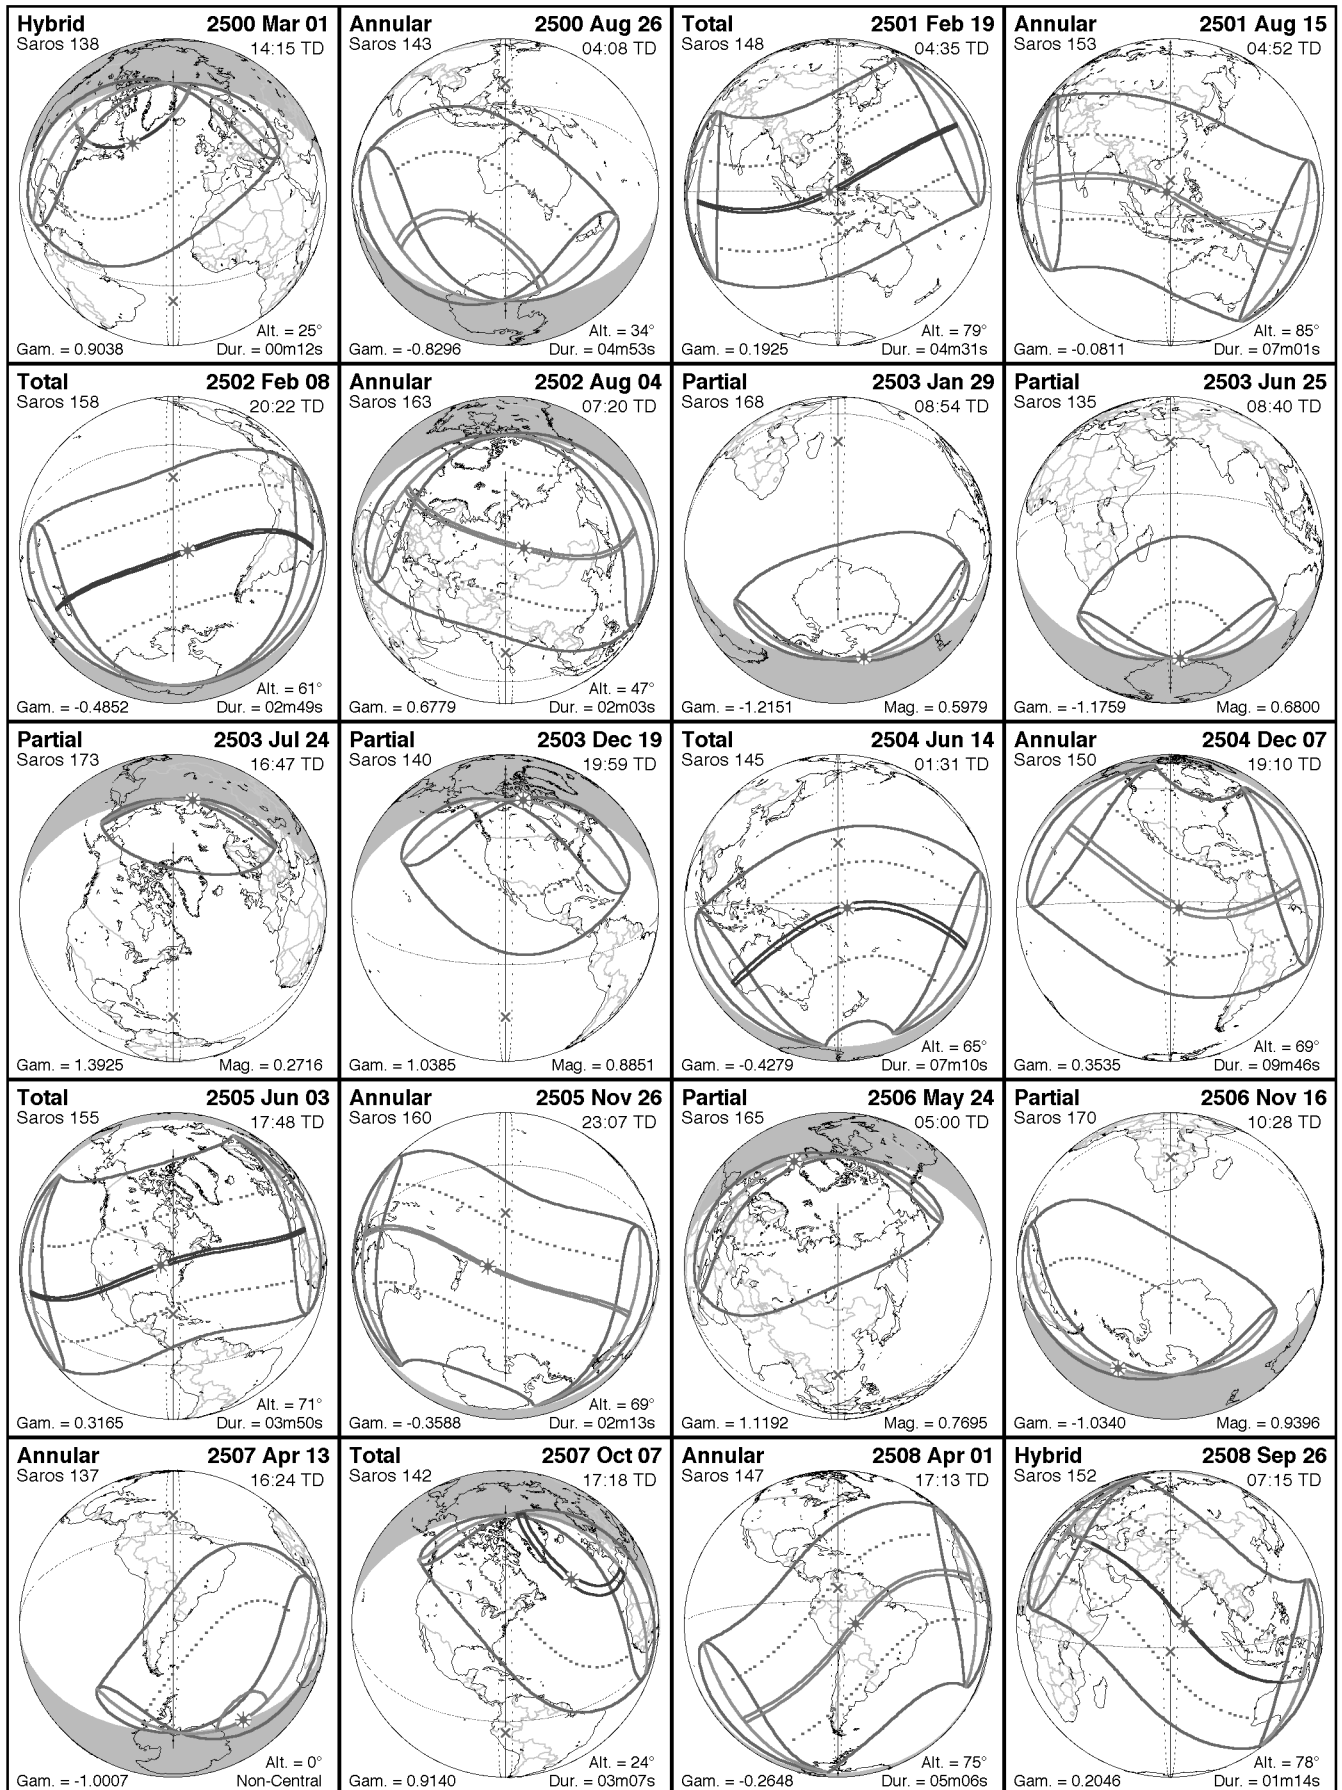 Hybrid 2500 Mar 01
Saros 138 14:15 TD
Alt. = 25°
Gam. = 0.9038 Dur. = 00m12s
Annular 2500 Aug 26
Saros 143 04:08 TD
Alt. = 34°
Gam. = -0.8296 Dur. = 04m53s
Total 2501 Feb 19
Saros 148 04:35 TD
Alt. = 79°
Gam. = 0.1925 Dur. = 04m31s
Annular 2501 Aug 15
Saros 153 04:52 TD
Alt. = 85°
Gam. = -0.0811 Dur. = 07m01s
Total 2502 Feb 08
Saros 158 20:22 TD
Alt. = 61°
Gam. = -0.4852 Dur. = 02m49s
Annular 2502 Aug 04
Saros 163 07:20 TD
Alt. = 47°
Gam. = 0.6779 Dur. = 02m03s
Partial 2503 Jan 29
Saros 168 08:54 TD
Gam. = -1.2151 Mag. = 0.5979
Partial 2503 Jun 25
Saros 135 08:40 TD
Gam. = -1.1759 Mag. = 0.6800
Partial 2503 Jul 24
Saros 173 16:47 TD
Gam. = 1.3925 Mag. = 0.2716
Partial 2503 Dec 19
Saros 140 19:59 TD
Gam. = 1.0385 Mag. = 0.8851
Total 2504 Jun 14
Saros 145 01:31 TD
Alt. = 65°
Gam. = -0.4279 Dur. = 07m10s
Annular 2504 Dec 07
Saros 150 19:10 TD
Alt. = 69°
Gam. = 0.3535 Dur. = 09m46s
Total 2505 Jun 03
Saros 155 17:48 TD
Alt. = 71°
Gam. = 0.3165 Dur. = 03m50s
Annular 2505 Nov 26
Saros 160 23:07 TD
Alt. = 69°
Gam. = -0.3588 Dur. = 02m13s
Partial 2506 May 24
Saros 165 05:00 TD
Gam. = 1.1192 Mag. = 0.7695
Partial 2506 Nov 16
Saros 170 10:28 TD
Gam. = -1.0340 Mag. = 0.9396
Annular 2507 Apr 13
Saros 137 16:24 TD
Alt. = 0°
Gam. = -1.0007 Non-Central
Total 2507 Oct 07
Saros 142 17:18 TD
Alt. = 24°
Gam. = 0.9140 Dur. = 03m07s
Annular 2508 Apr 01
Saros 147 17:13 TD
Alt. = 75°
Gam. = -0.2648 Dur. = 05m06s
Hybrid 2508 Sep 26
Saros 152 07:15 TD
Alt. = 78°
Gam. = 0.2046 Dur. = 01m14s